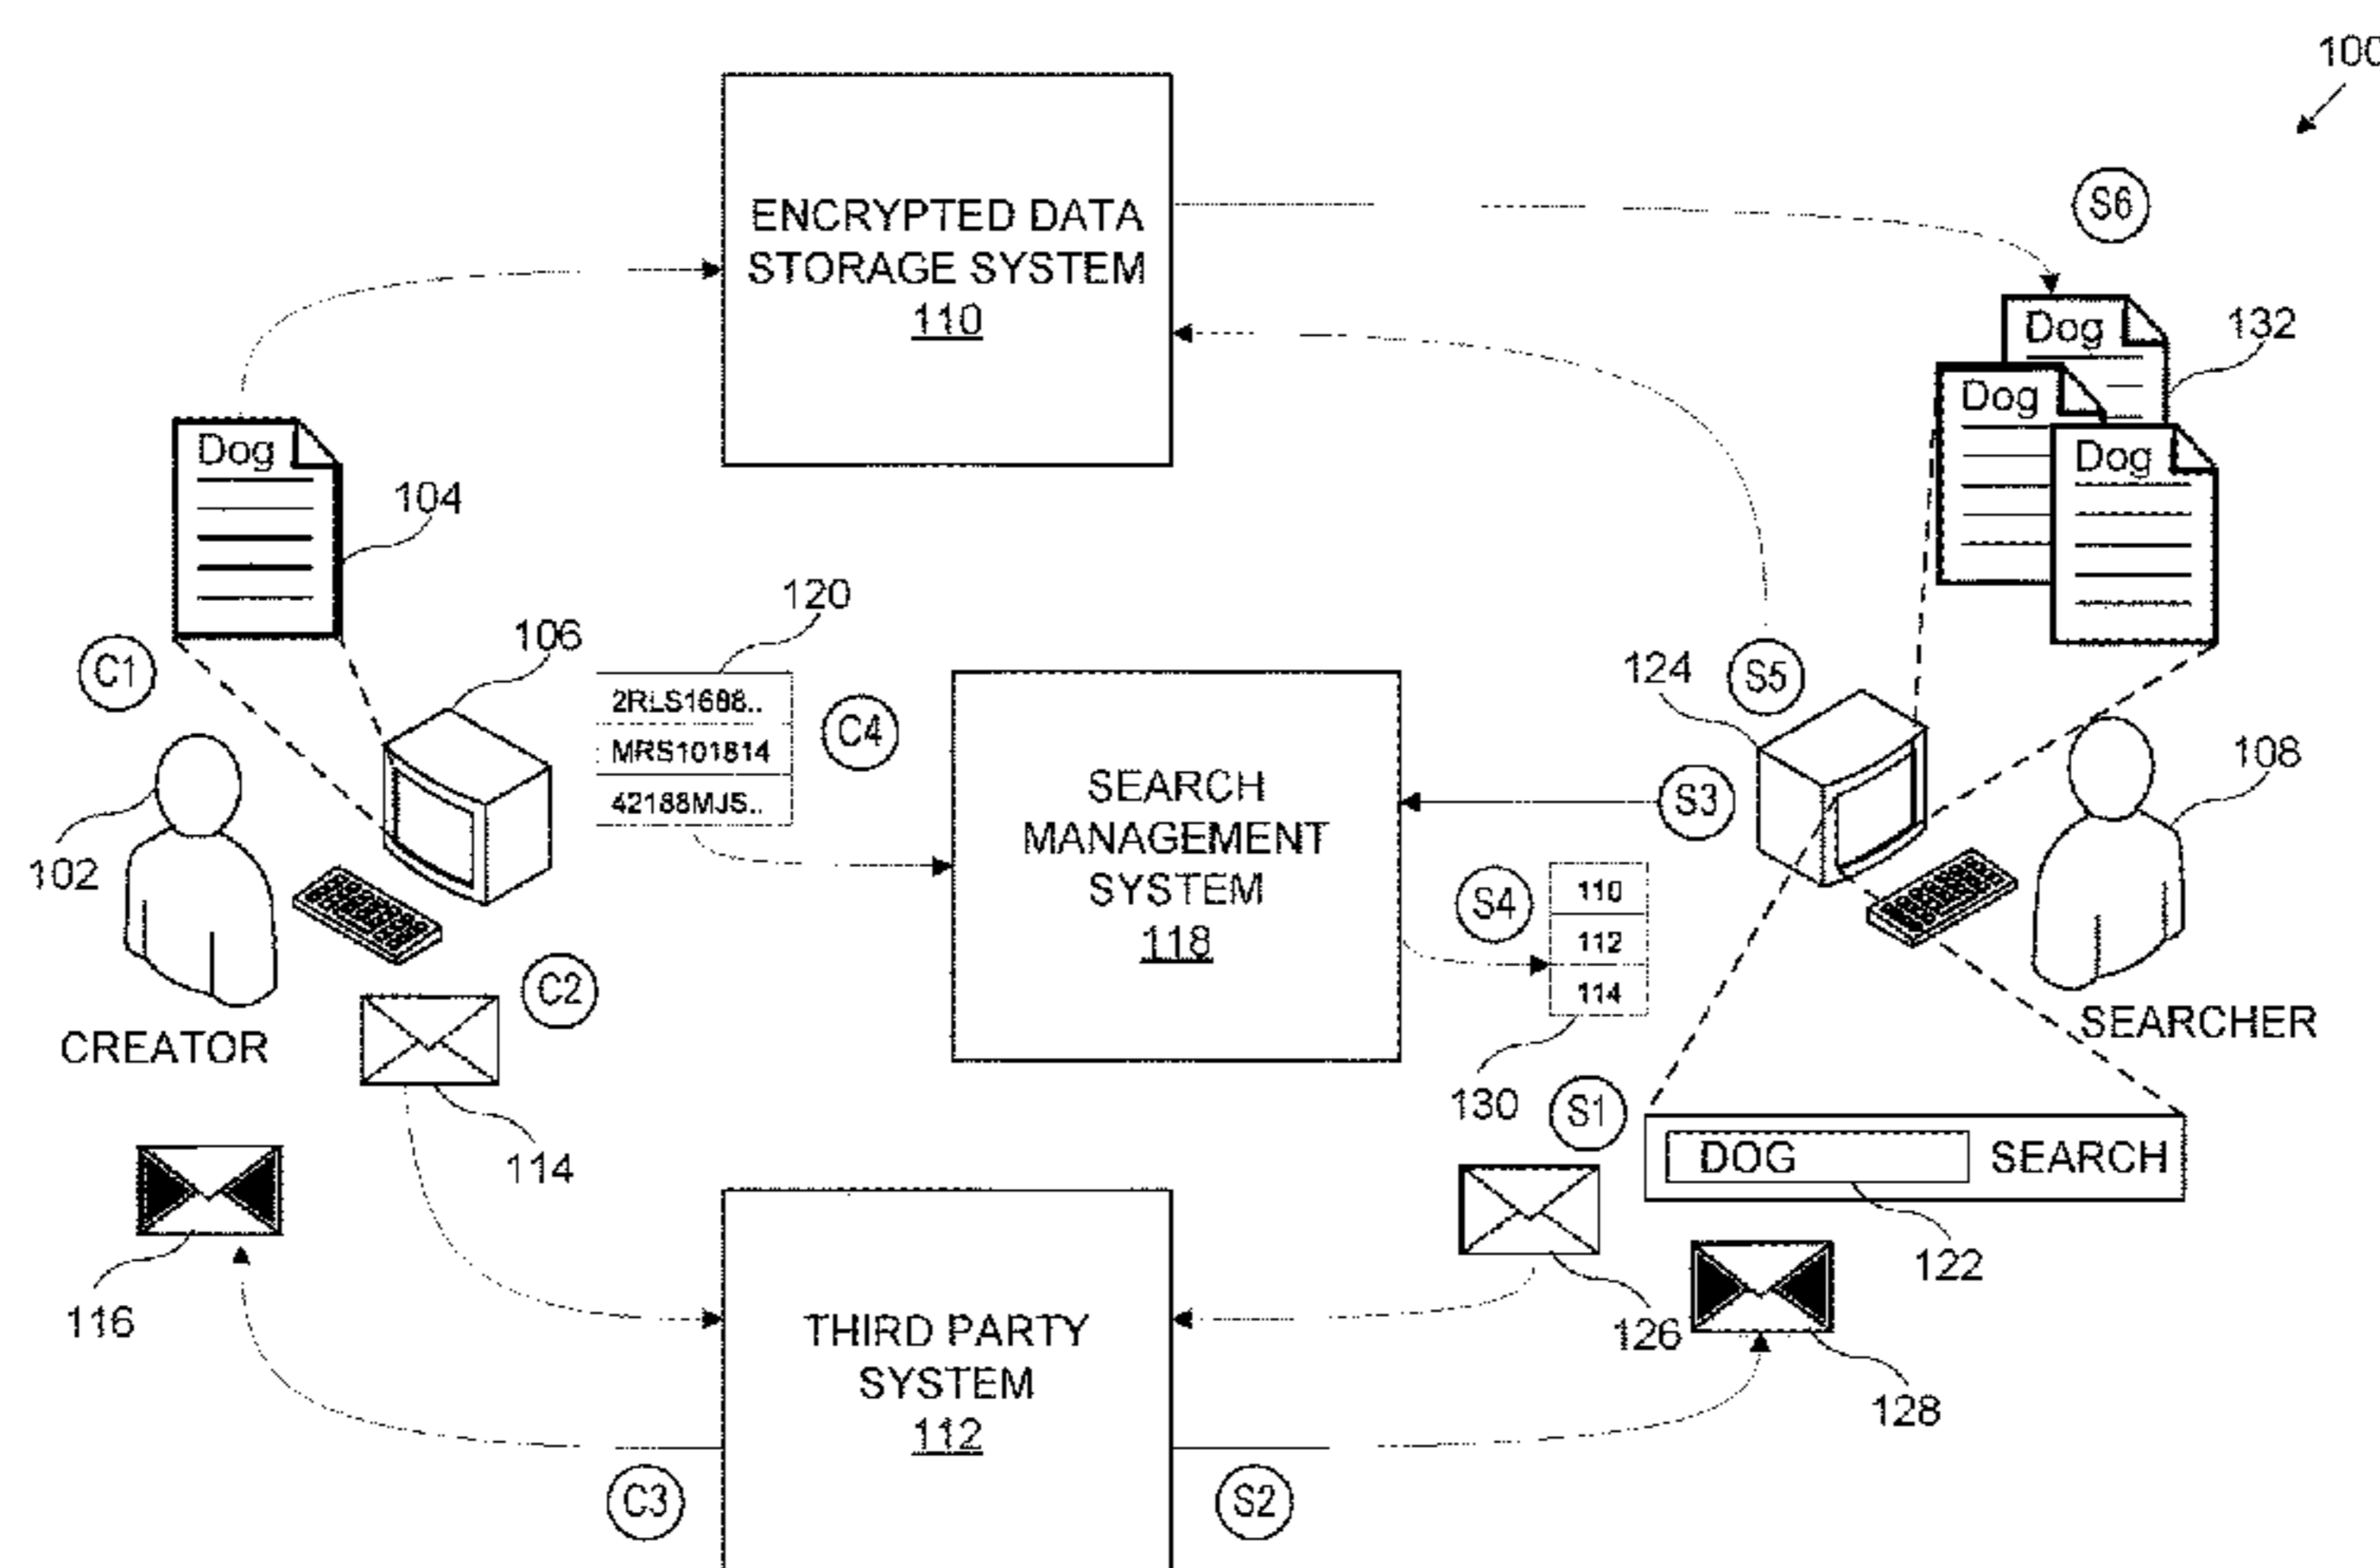 100
ENCRYPTED DATA
STORAGE SYSTEM
110
S6
Dog
132
Dog
Dog
Dog
104
C1
106
120
2RLS1688..
MRS101814
42188MJS..
C4
102
CREATOR
C2
114
116
SEARCH
MANAGEMENT
SYSTEM
118
124
S5
S3
108
S4
110
112
114
130
SEARCHER
S1
DOG
SEARCH
122
126
128
THIRD PARTY
SYSTEM
112
C3
S2